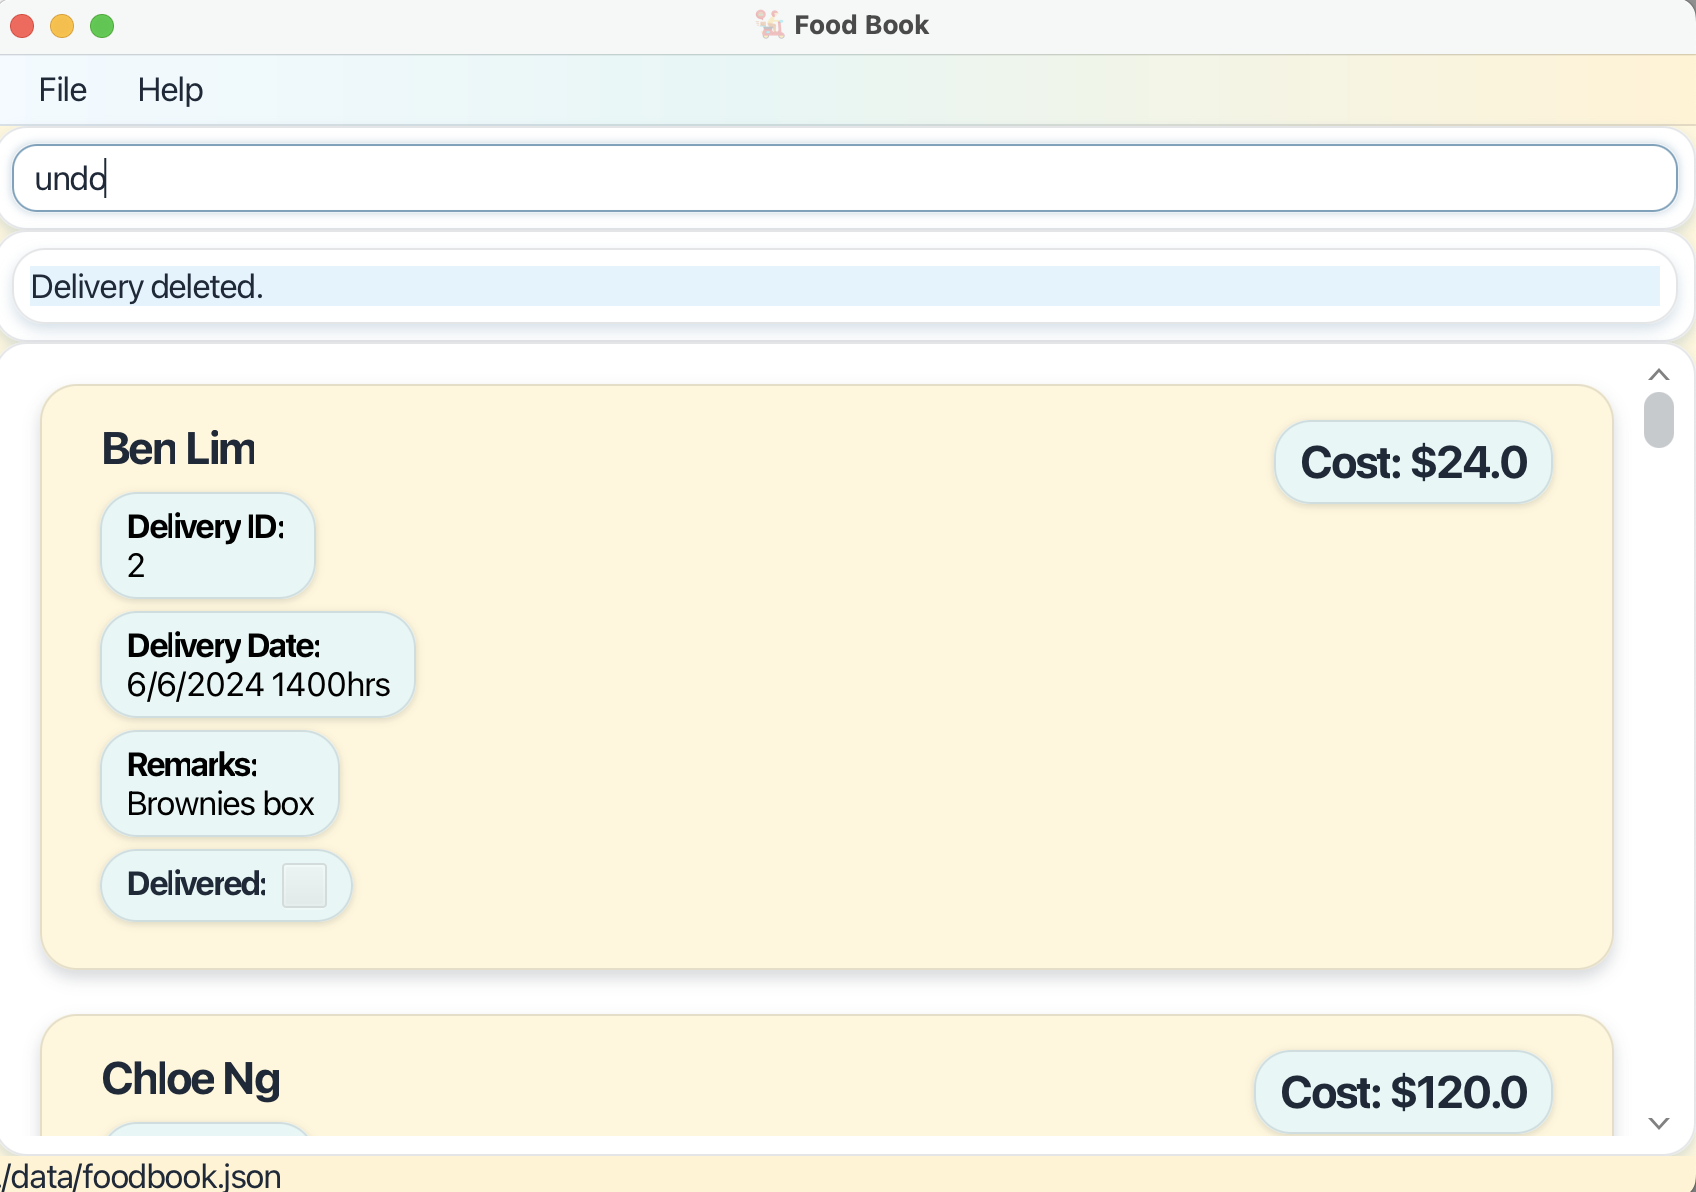 Food Book
File Help
undo
Delivery deleted.
Ben Lim
Cost: $24.0
Delivery ID:
2
Delivery Date:
6/6/2024 1400hrs
Remarks:
Brownies box
Delivered:
Chloe Ng
Cost: $120.0
/data/foodbook.json